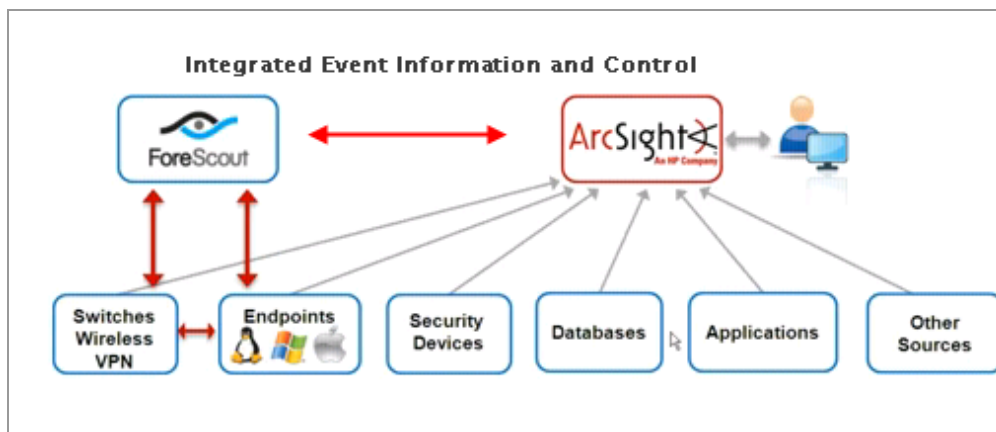 Integrated Event Information and Control
ForeScout
ArcSight
An HP Company
Switches
Wireless
VPN
Endpoints
Security
Devices
Databases
Applications
Other
Sources